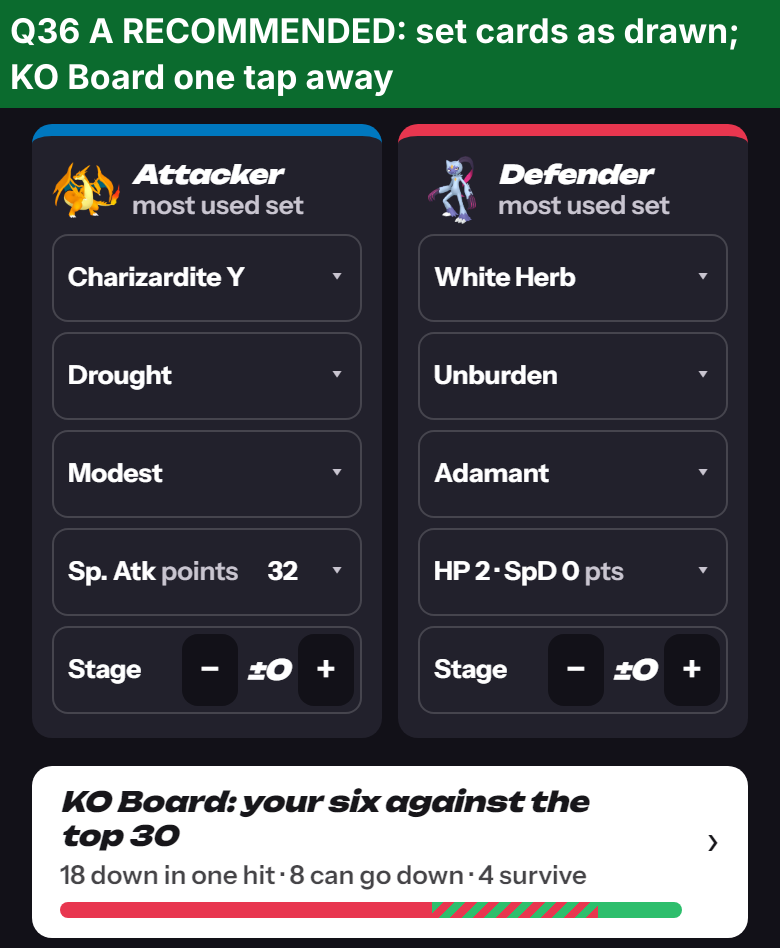 Q36 A RECOMMENDED: set cards as drawn;
KO Board one tap away
Attacker
most used set
Charizardite Y
Drought
Modest
Sp. Atk points 32
Stage − ±0 +
Defender
most used set
White Herb
Unburden
Adamant
HP 2 · SpD 0 pts
Stage − ±0 +
KO Board: your six against the
top 30
18 down in one hit · 8 can go down · 4 survive